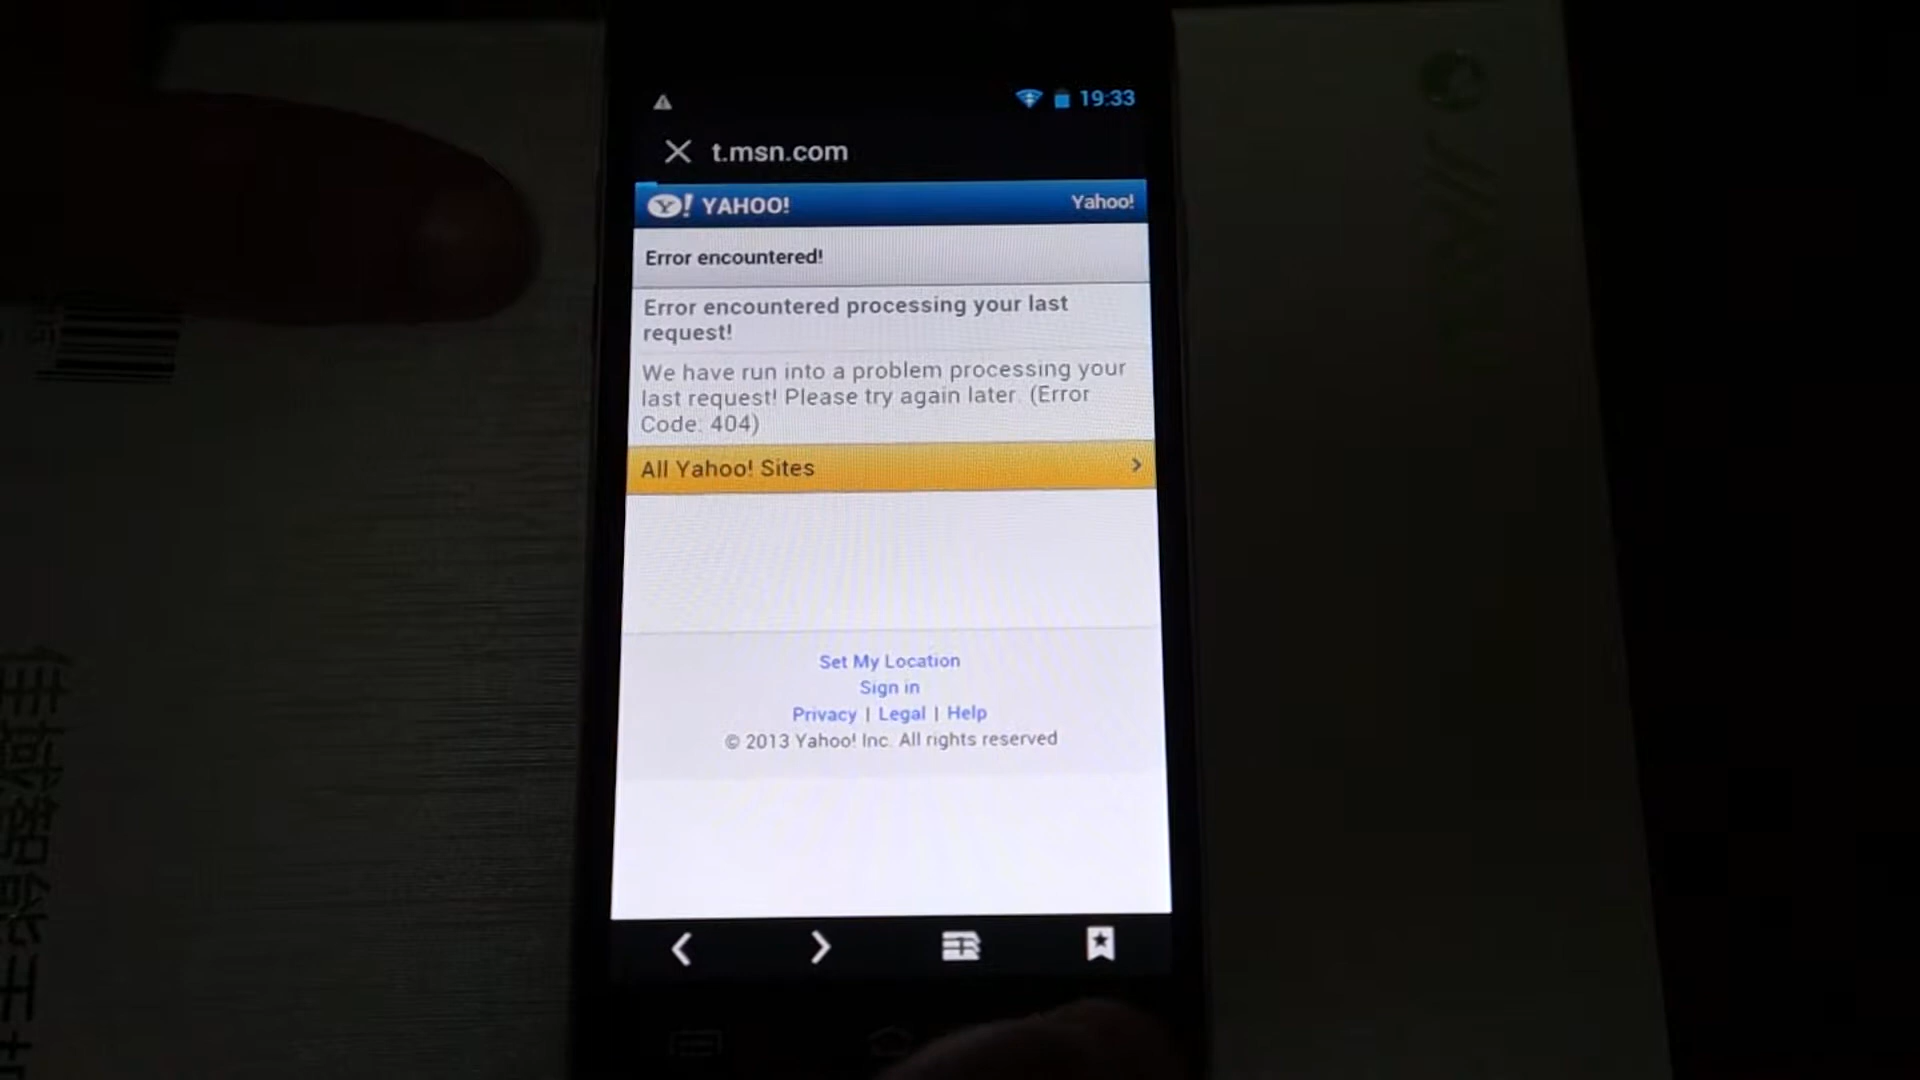 19:33
t.msn.com
Y! YAHOO!
Yahoo!
Error encountered!
Error encountered processing your last
request!
We have run into a problem processing your
last request! Please try again later. (Error
Code: 404)
All Yahoo! Sites
Set My Location
Sign in
Privacy | Legal | Help
© 2013 Yahoo! Inc. All rights reserved